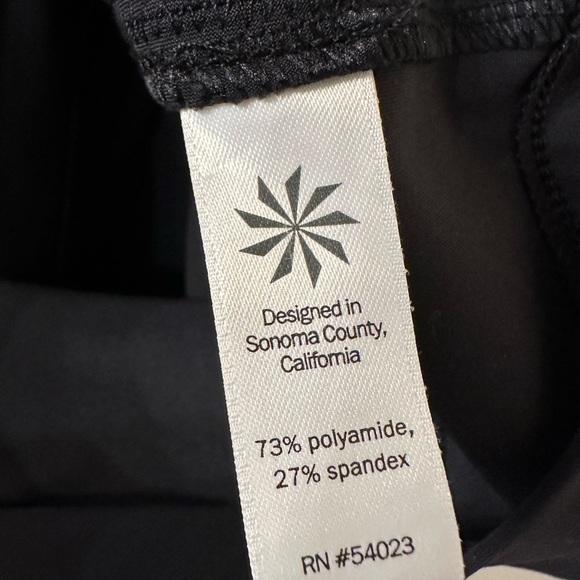 Designed in
Sonoma County,
California
73% polyamide,
27% spandex
RN #54023